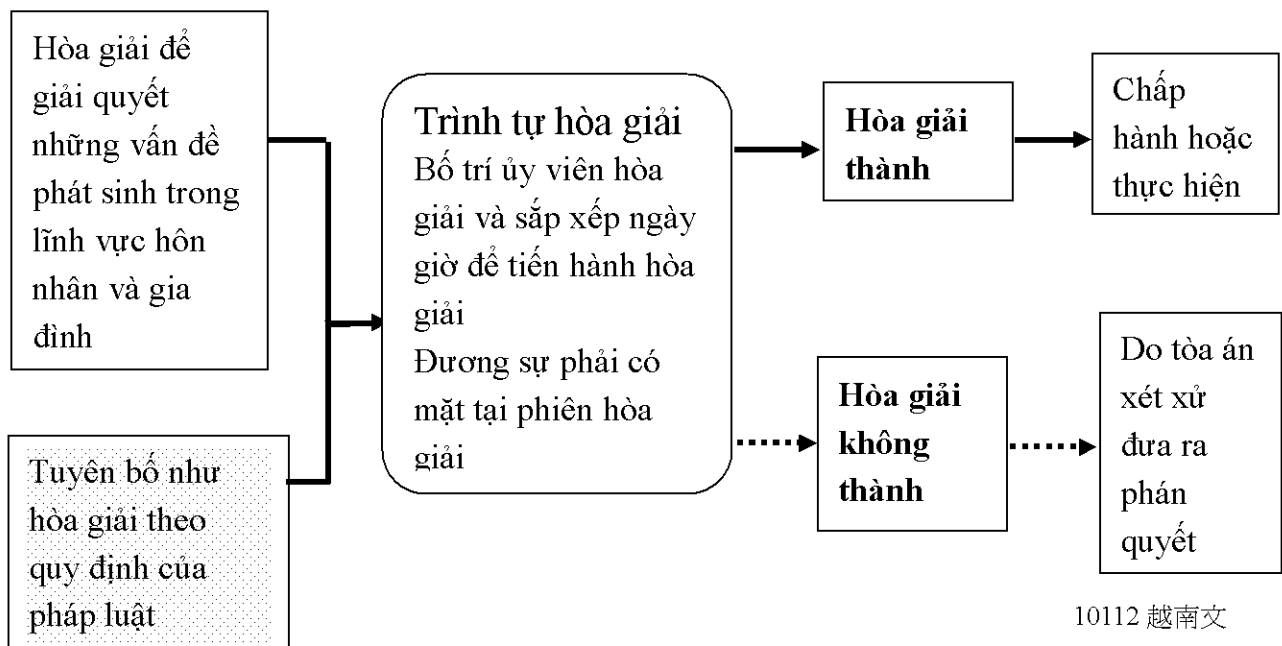 Hòa giải để
giải quyết
những vấn đề
phát sinh trong
lĩnh vực hôn
nhân và gia
đình
Tuyên bố như
hòa giải theo
quy định của
pháp luật
Trình tự hòa giải
Bố trí ủy viên hòa
giải và sắp xếp ngày
giờ để tiến hành hòa
giải
Đương sự phải có
mặt tại phiên hòa
giải
Hòa giải
thành
Chấp
hành hoặc
thực hiện
Hòa giải
không
thành
Do tòa án
xét xử
đưa ra
phán
quyết
10112 越南文